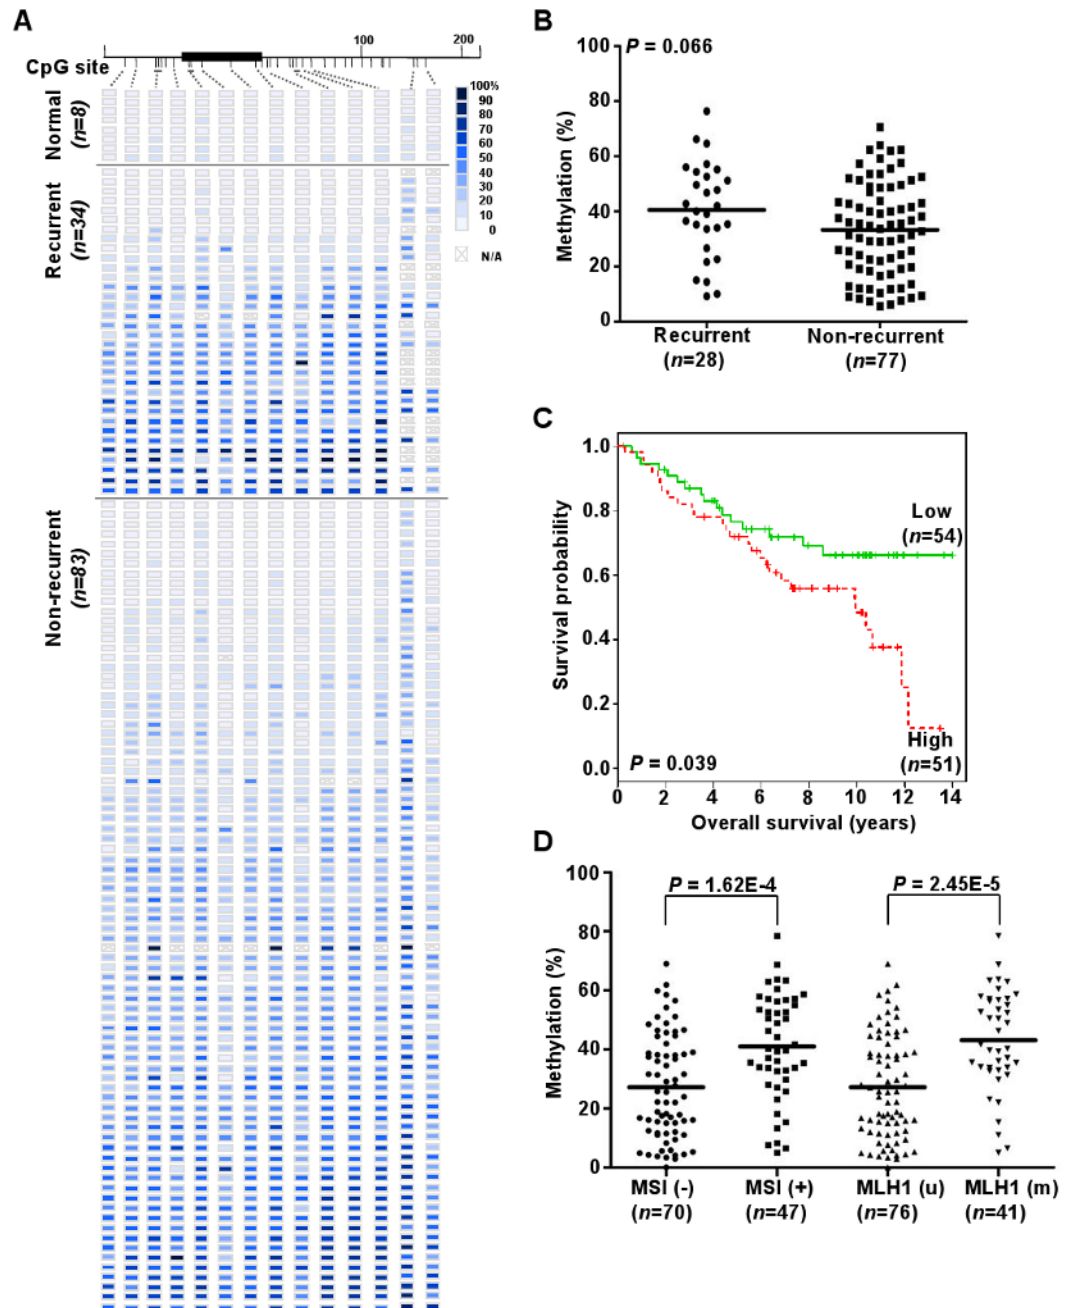 A
100
200
CpG site
100%
90
80
70
60
50
40
30
20
10
0
N/A
Normal
(n=8)
Recurrent
(n=34)
Non-recurrent
(n=83)
B
P = 0.066
Methylation (%)
100
80
60
40
20
0
Recurrent
(n=28)
Non-recurrent
(n=77)
C
Survival probability
1.0
0.8
0.6
0.4
0.2
0.0
Low
(n=54)
High
(n=51)
P = 0.039
0 2 4 6 8 10 12 14
Overall survival (years)
D
P = 1.62E-4
P = 2.45E-5
Methylation (%)
100
80
60
40
20
0
MSI (-)
(n=70)
MSI (+)
(n=47)
MLH1 (u)
(n=76)
MLH1 (m)
(n=41)